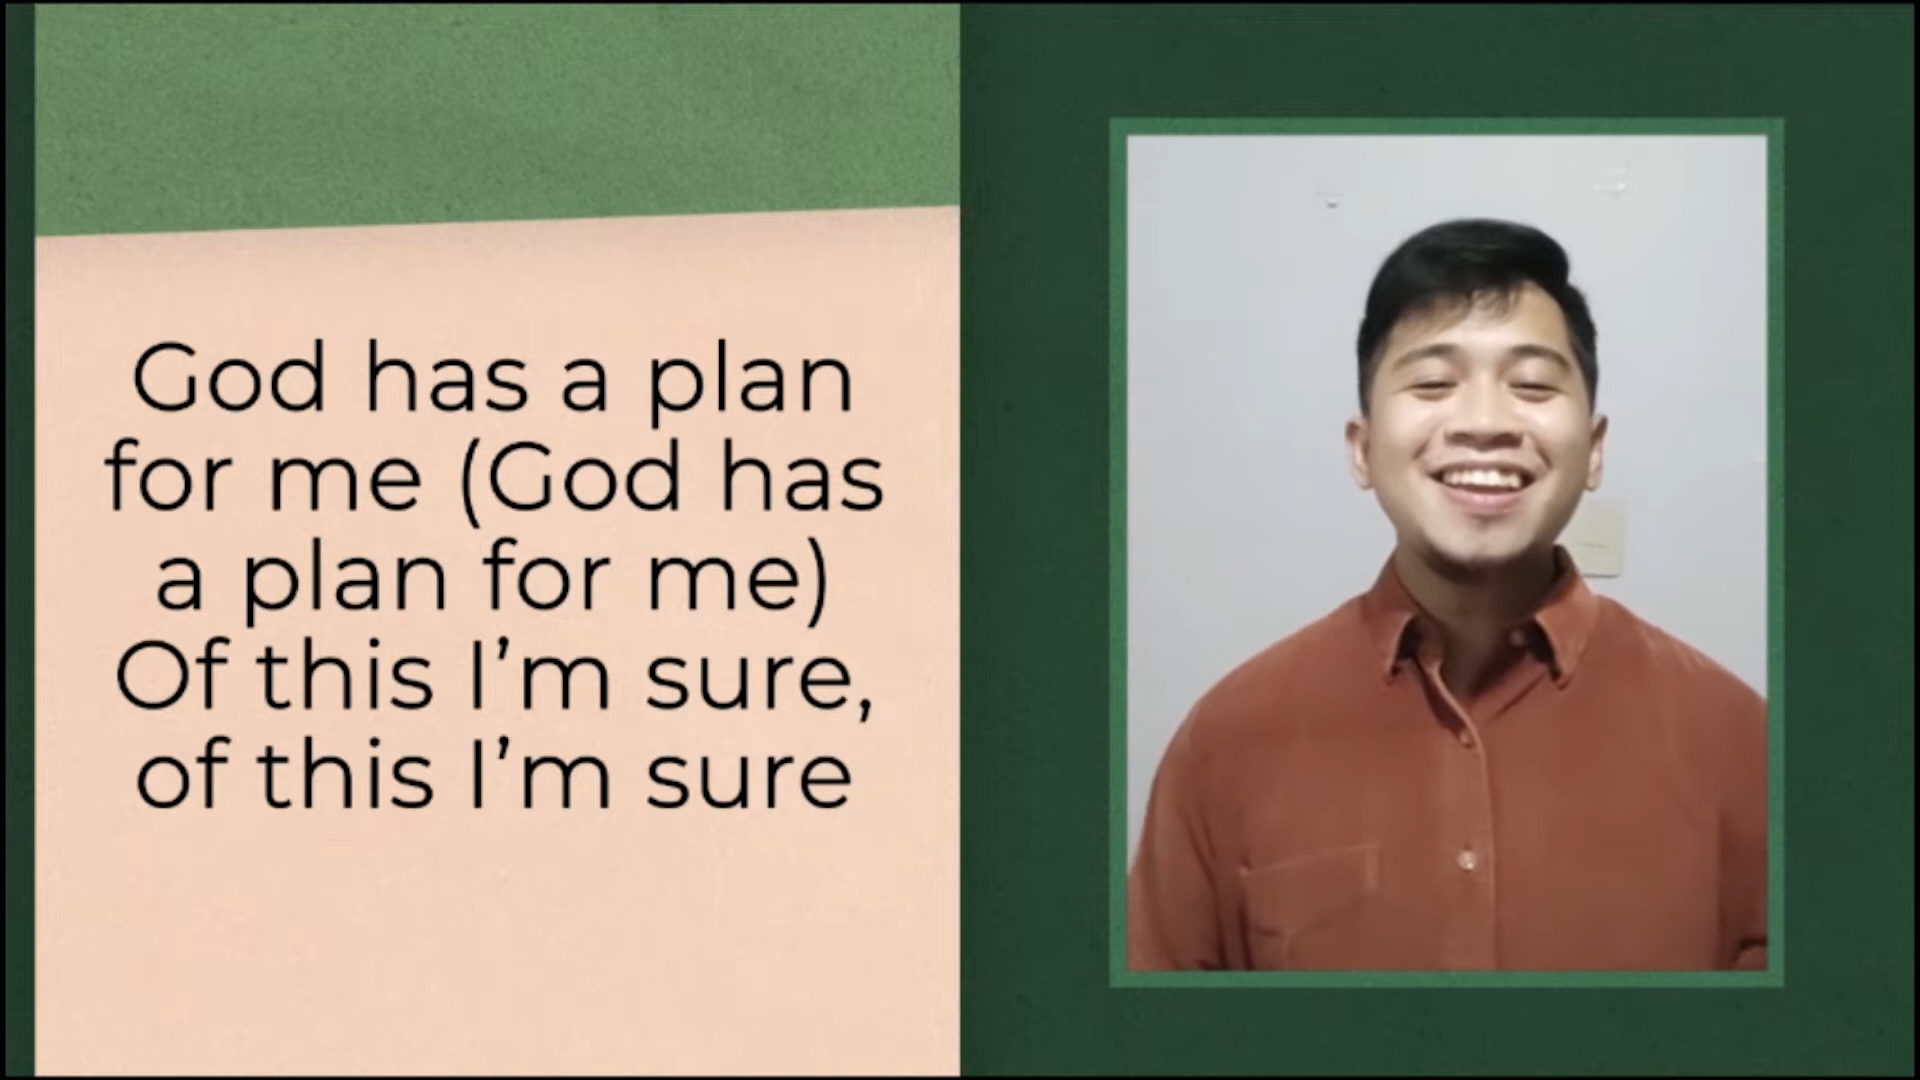 God has a plan
for me (God has
a plan for me)
Of this I’m sure,
of this I’m sure